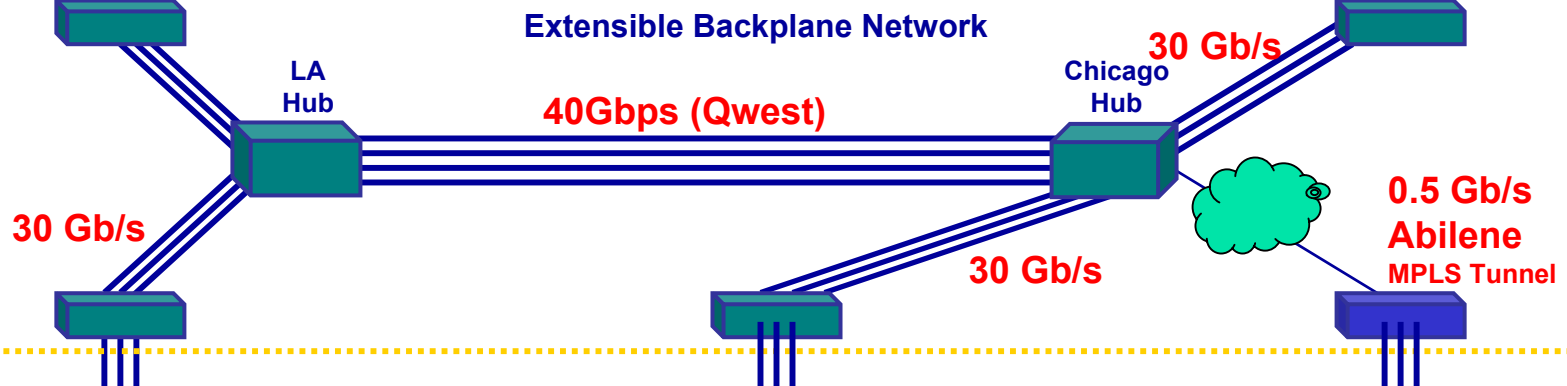 Extensible Backplane Network
30 Gb/s
LA
Hub
Chicago
Hub
40Gbps (Qwest)
0.5 Gb/s
Abilene
MPLS Tunnel
30 Gb/s
30 Gb/s